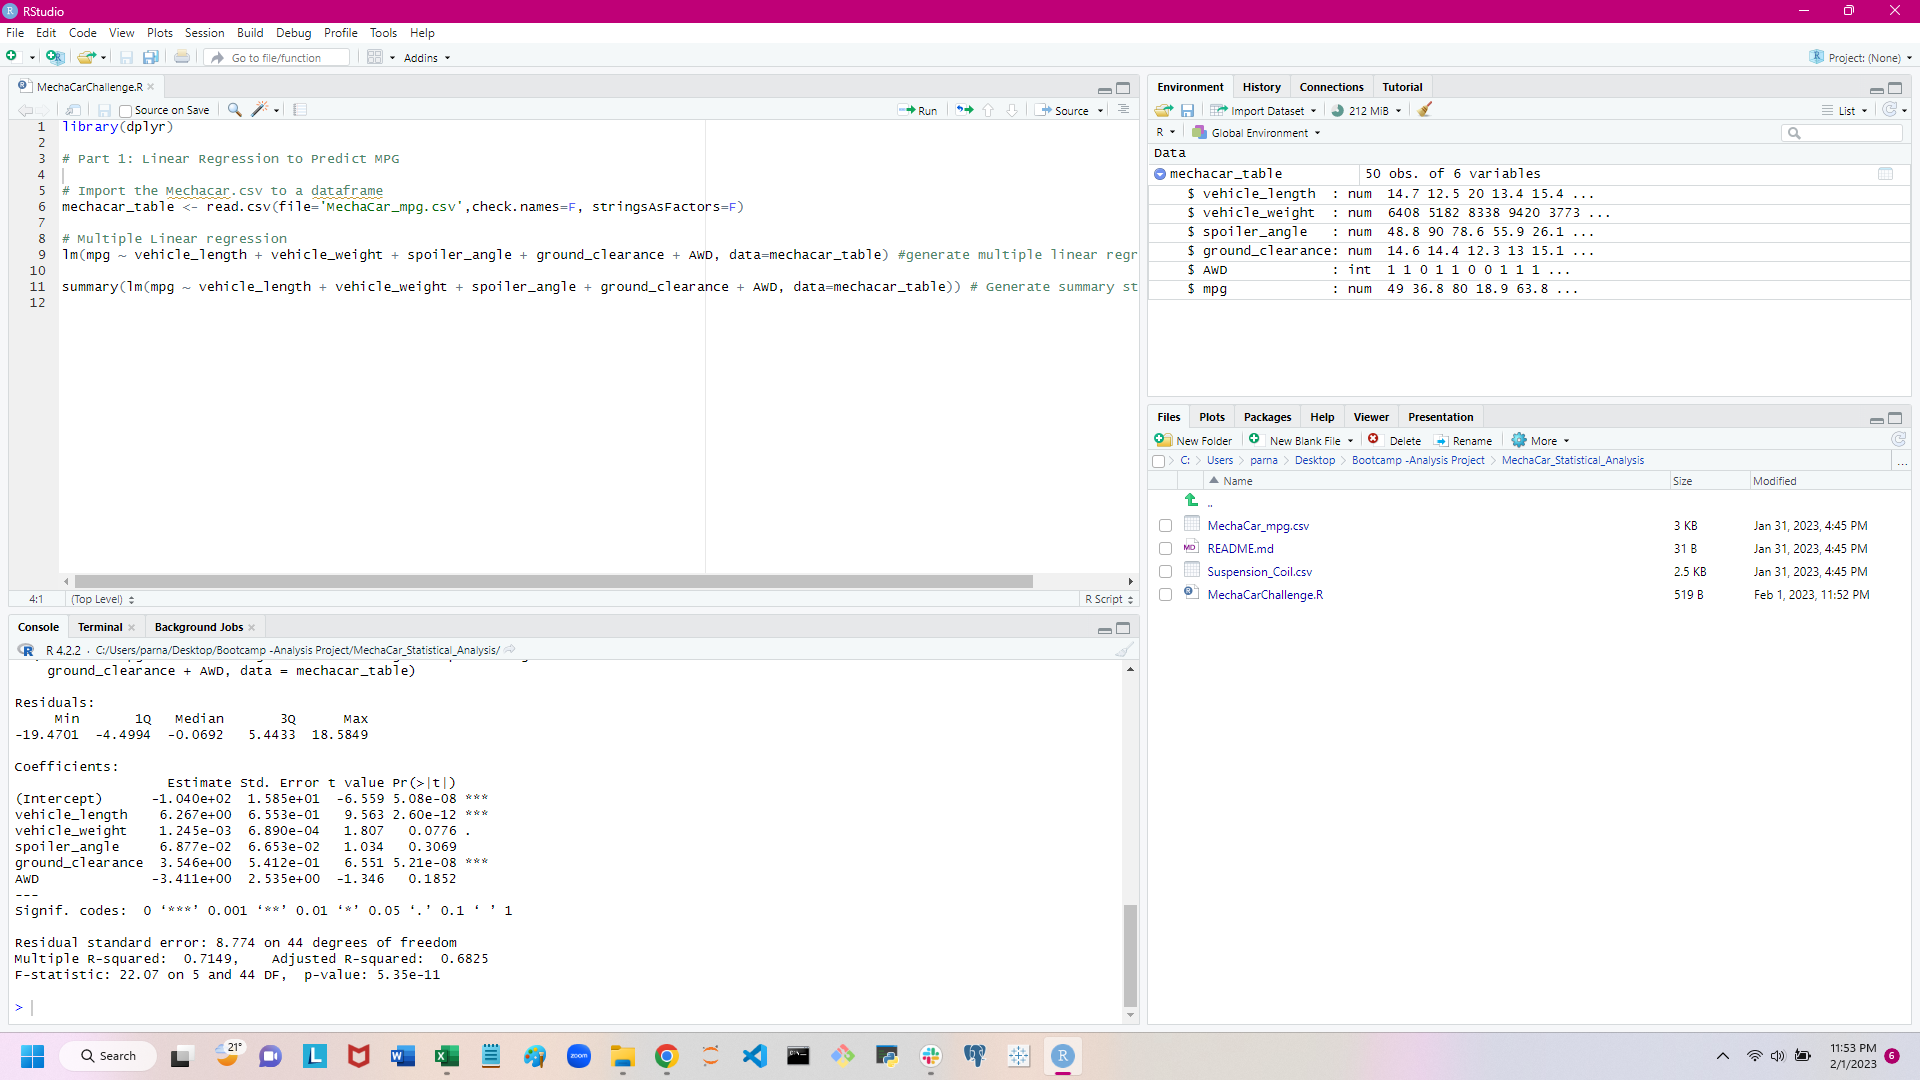 RStudio
File Edit Code View Plots Session Build Debug Profile Tools Help
Go to file/function Addins Project: (None)
MechaCarChallenge.R
Source on Save Run Source
1 library(dplyr)
2
3 # Part 1: Linear Regression to Predict MPG
4
5 # Import the Mechacar.csv to a dataframe
6 mechacar_table <- read.csv(file='MechaCar_mpg.csv',check.names=F, stringsAsFactors=F)
7
8 # Multiple Linear regression
9 lm(mpg ~ vehicle_length + vehicle_weight + spoiler_angle + ground_clearance + AWD, data=mechacar_table) #generate multiple linear regr
10
11 summary(lm(mpg ~ vehicle_length + vehicle_weight + spoiler_angle + ground_clearance + AWD, data=mechacar_table)) # Generate summary st
12
4:1 (Top Level) R Script
Console Terminal Background Jobs
R 4.2.2 · C:/Users/parna/Desktop/Bootcamp -Analysis Project/MechaCar_Statistical_Analysis/
ground_clearance + AWD, data = mechacar_table)
Residuals:
Min 1Q Median 3Q Max
-19.4701 -4.4994 -0.0692 5.4433 18.5849
Coefficients:
Estimate Std. Error t value Pr(>|t|)
(Intercept) -1.040e+02 1.585e+01 -6.559 5.08e-08 ***
vehicle_length 6.267e+00 6.553e-01 9.563 2.60e-12 ***
vehicle_weight 1.245e-03 6.890e-04 1.807 0.0776 .
spoiler_angle 6.877e-02 6.653e-02 1.034 0.3069
ground_clearance 3.546e+00 5.412e-01 6.551 5.21e-08 ***
AWD -3.411e+00 2.535e+00 -1.346 0.1852
---
Signif. codes: 0 ‘***’ 0.001 ‘**’ 0.01 ‘*’ 0.05 ‘.’ 0.1 ‘ ’ 1
Residual standard error: 8.774 on 44 degrees of freedom
Multiple R-squared: 0.7149, Adjusted R-squared: 0.6825
F-statistic: 22.07 on 5 and 44 DF, p-value: 5.35e-11
>
Environment History Connections Tutorial
Import Dataset 212 MiB List
R Global Environment
Data
mechacar_table 50 obs. of 6 variables
$ vehicle_length : num 14.7 12.5 20 13.4 15.4 ...
$ vehicle_weight : num 6408 5182 8338 9420 3773 ...
$ spoiler_angle : num 48.8 90 78.6 55.9 26.1 ...
$ ground_clearance: num 14.6 14.4 12.3 13 15.1 ...
$ AWD : int 1 1 0 1 1 0 0 1 1 1 ...
$ mpg : num 49 36.8 80 18.9 63.8 ...
Files Plots Packages Help Viewer Presentation
New Folder New Blank File Delete Rename More
C: Users parna Desktop Bootcamp -Analysis Project MechaCar_Statistical_Analysis ...
Name Size Modified
..
MechaCar_mpg.csv 3 KB Jan 31, 2023, 4:45 PM
README.md 31 B Jan 31, 2023, 4:45 PM
Suspension_Coil.csv 2.5 KB Jan 31, 2023, 4:45 PM
MechaCarChallenge.R 519 B Feb 1, 2023, 11:52 PM
Search 21° zoom 11:53 PM
2/1/2023 6